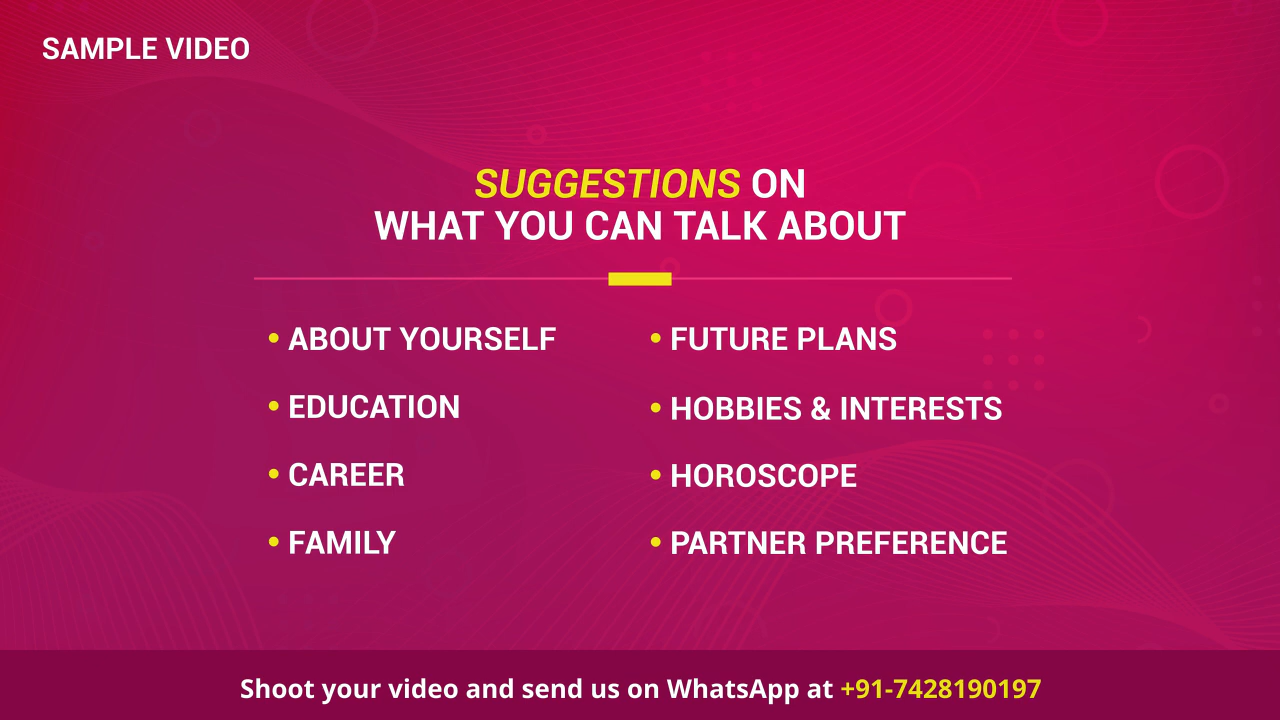 SAMPLE VIDEO
SUGGESTIONS ON
WHAT YOU CAN TALK ABOUT
• ABOUT YOURSELF
• EDUCATION
• CAREER
• FAMILY
• FUTURE PLANS
• HOBBIES & INTERESTS
• HOROSCOPE
• PARTNER PREFERENCE
Shoot your video and send us on WhatsApp at +91-7428190197